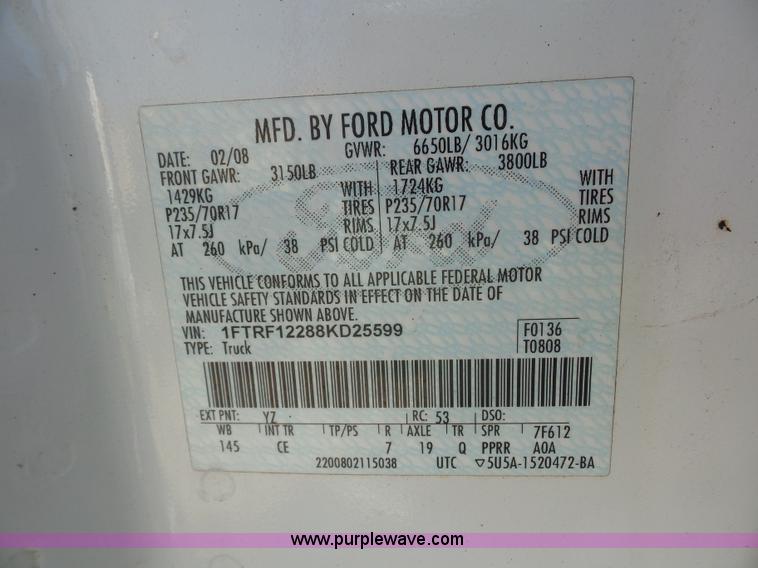 MFD. BY FORD MOTOR CO.
DATE: 02/08 GVWR: 6650LB/ 3016KG
FRONT GAWR: 3150LB REAR GAWR: 3800LB
1429KG WITH 1724KG WITH
P235/70R17 TIRES P235/70R17 TIRES
17x7.5J RIMS 17x7.5J RIMS
AT 260 kPa/ 38 PSI COLD AT 260 kPa/ 38 PSI COLD
Ford
THIS VEHICLE CONFORMS TO ALL APPLICABLE FEDERAL MOTOR
VEHICLE SAFETY STANDARDS IN EFFECT ON THE DATE OF
MANUFACTURE SHOWN ABOVE.
VIN: 1FTRF12288KD25599 F0136
TYPE: Truck T0808
EXT PNT: YZ RC: 53 DSO:
WB INT TR TP/PS R AXLE TR SPR 7F612
145 CE 7 19 Q PPRR A0A
2200802115038 UTC ▽5U5A-1520472-BA
www.purplewave.com